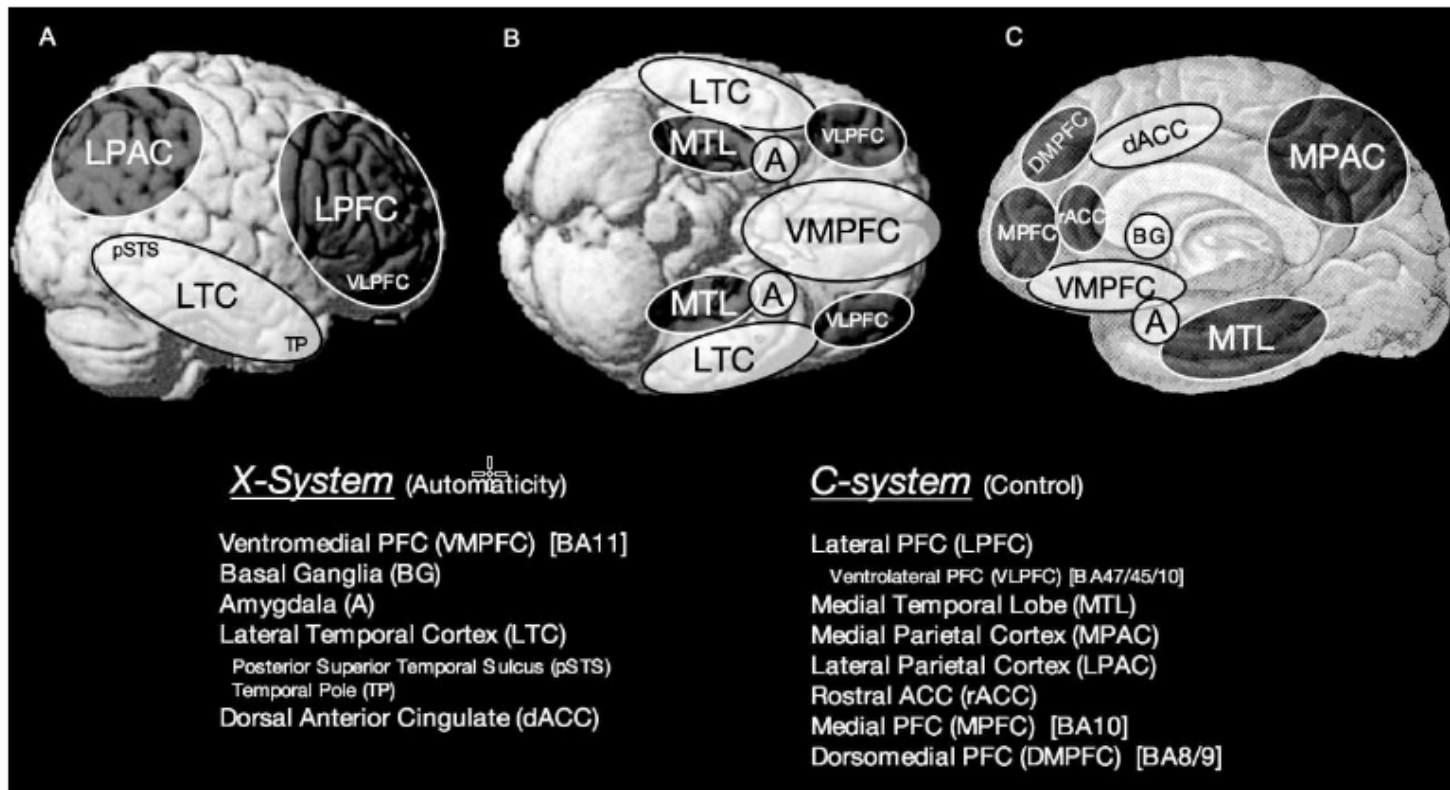 A
B
C
LPAC
LPFC
VLPFC
pSTS
LTC
TP
LTC
MTL
VLPFC
A
VMPFC
A
MTL
VLPFC
LTC
DMPFC
dACC
MPAC
MPFC
rACC
BG
VMPFC
A
MTL
X-System (Automaticity)
Ventromedial PFC (VMPFC) [BA11]
Basal Ganglia (BG)
Amygdala (A)
Lateral Temporal Cortex (LTC)
Posterior Superior Temporal Sulcus (pSTS)
Temporal Pole (TP)
Dorsal Anterior Cingulate (dACC)
C-system (Control)
Lateral PFC (LPFC)
Ventrolateral PFC (VLPFC) [BA47/45/10]
Medial Temporal Lobe (MTL)
Medial Parietal Cortex (MPAC)
Lateral Parietal Cortex (LPAC)
Rostral ACC (rACC)
Medial PFC (MPFC) [BA10]
Dorsomedial PFC (DMPFC) [BA8/9]